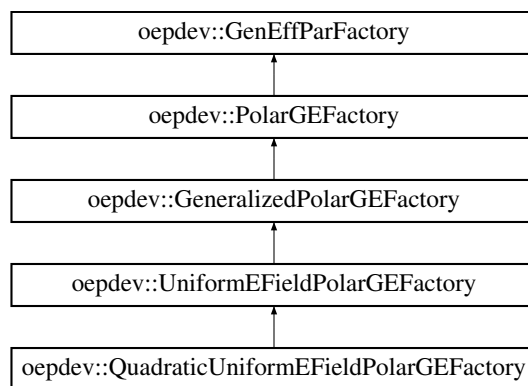 oepdev::GenEffParFactory
oepdev::PolarGEFactory
oepdev::GeneralizedPolarGEFactory
oepdev::UniformEFieldPolarGEFactory
oepdev::QuadraticUniformEFieldPolarGEFactory